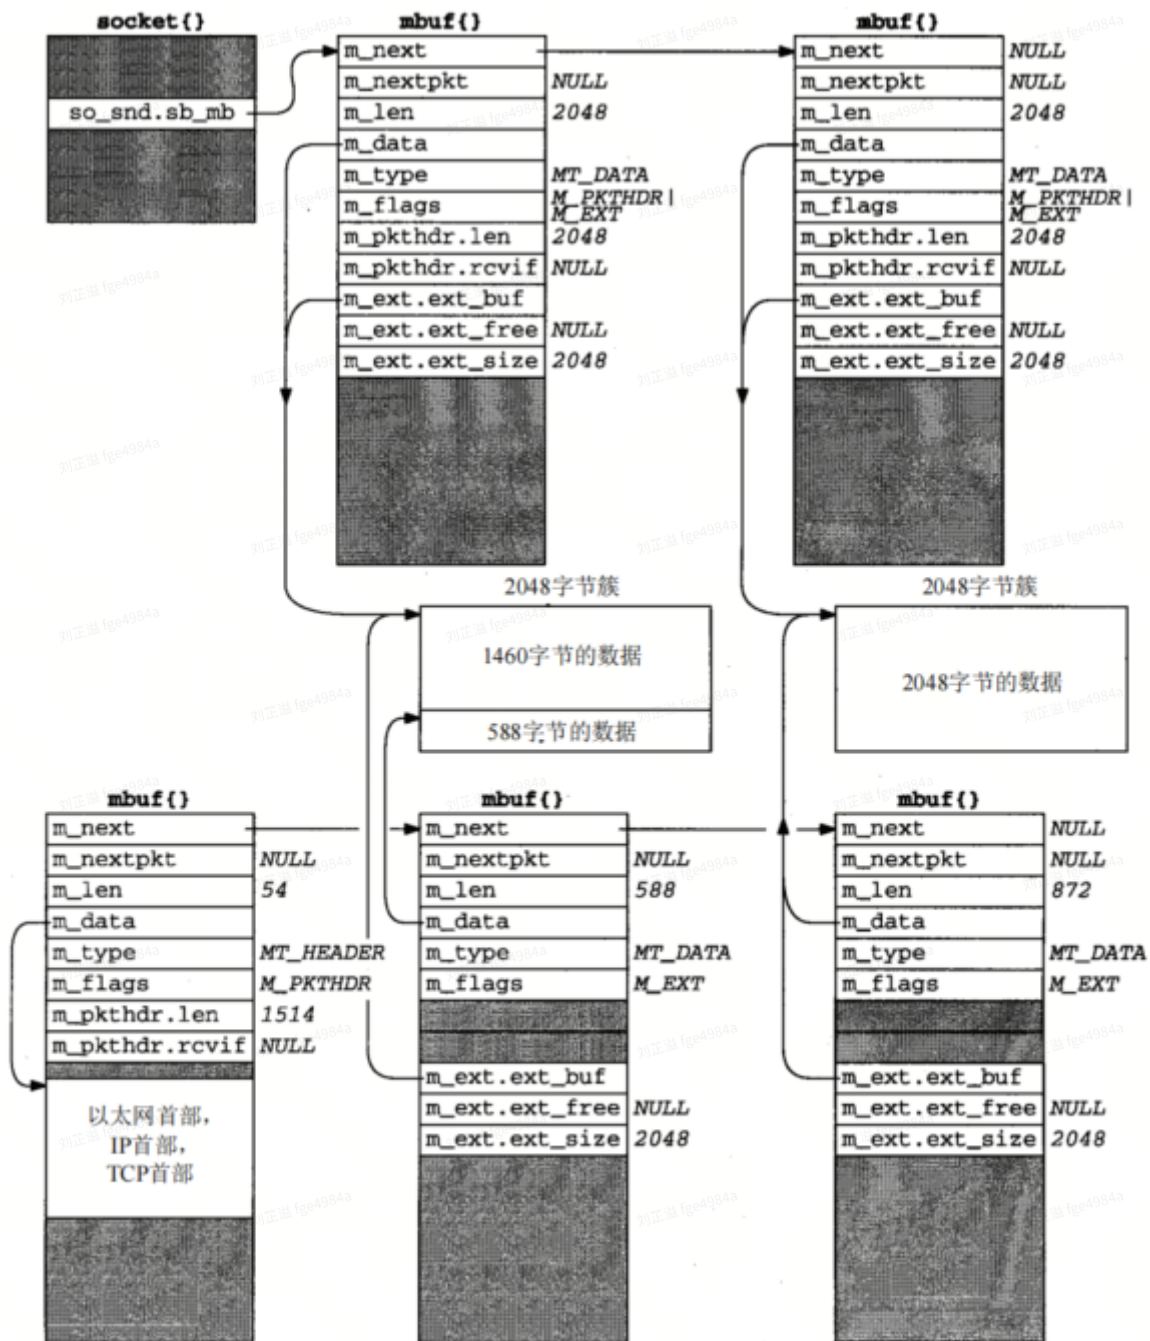 socket{}
so_snd.sb_mb
mbuf{}
m_next
m_nextpkt NULL
m_len 2048
m_data
m_type MT_DATA
m_flags M_PKTHDR|
M_EXT
m_pkthdr.len 2048
m_pkthdr.rcvif NULL
m_ext.ext_buf
m_ext.ext_free NULL
m_ext.ext_size 2048
mbuf{}
m_next NULL
m_nextpkt NULL
m_len 2048
m_data
m_type MT_DATA
m_flags M_PKTHDR|
M_EXT
m_pkthdr.len 2048
m_pkthdr.rcvif NULL
m_ext.ext_buf
m_ext.ext_free NULL
m_ext.ext_size 2048
2048字节簇
1460字节的数据
588字节的数据
2048字节簇
2048字节的数据
mbuf{}
m_next
m_nextpkt NULL
m_len 54
m_data
m_type MT_HEADER
m_flags M_PKTHDR
m_pkthdr.len 1514
m_pkthdr.rcvif NULL
以太网首部，
IP首部，
TCP首部
mbuf{}
m_next
m_nextpkt NULL
m_len 588
m_data
m_type MT_DATA
m_flags M_EXT
m_ext.ext_buf
m_ext.ext_free NULL
m_ext.ext_size 2048
mbuf{}
m_next NULL
m_nextpkt NULL
m_len 872
m_data
m_type MT_DATA
m_flags M_EXT
m_ext.ext_buf
m_ext.ext_free NULL
m_ext.ext_size 2048